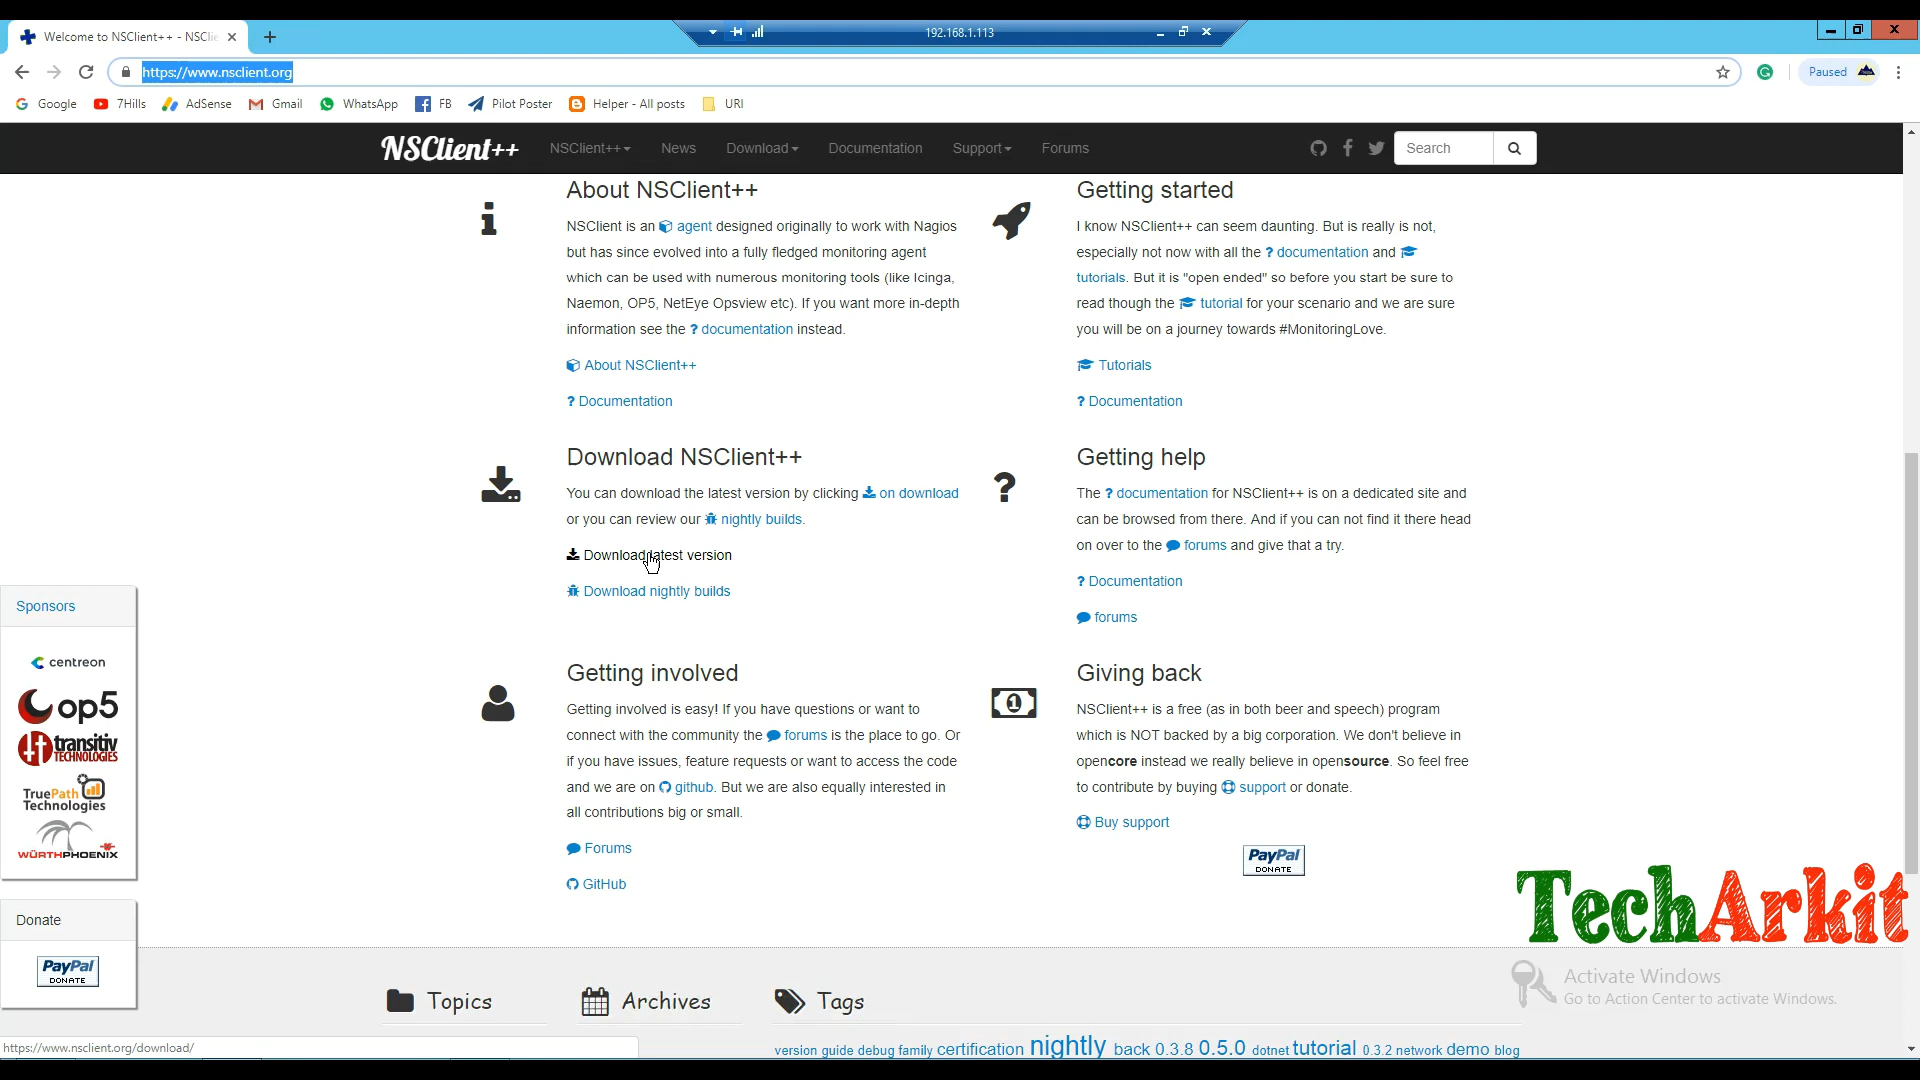 Welcome to NSClient++ - NSClie
192.168.1.113
https://www.nsclient.org
Paused
Google
7Hills
AdSense
Gmail
WhatsApp
FB
Pilot Poster
Helper - All posts
URI
NSClient++
NSClient++
News
Download
Documentation
Support
Forums
Search
About NSClient++
NSClient is an agent designed originally to work with Nagios
but has since evolved into a fully fledged monitoring agent
which can be used with numerous monitoring tools (like Icinga,
Naemon, OP5, NetEye Opsview etc). If you want more in-depth
information see the ? documentation instead.
About NSClient++
? Documentation
Getting started
I know NSClient++ can seem daunting. But is really is not,
especially not now with all the ? documentation and
tutorials. But it is "open ended" so before you start be sure to
read though the tutorial for your scenario and we are sure
you will be on a journey towards #MonitoringLove.
Tutorials
? Documentation
Download NSClient++
You can download the latest version by clicking on download
or you can review our nightly builds.
Download latest version
Download nightly builds
Getting help
The ? documentation for NSClient++ is on a dedicated site and
can be browsed from there. And if you can not find it there head
on over to the forums and give that a try.
? Documentation
forums
Getting involved
Getting involved is easy! If you have questions or want to
connect with the community the forums is the place to go. Or
if you have issues, feature requests or want to access the code
and we are on github. But we are also equally interested in
all contributions big or small.
Forums
GitHub
Giving back
NSClient++ is a free (as in both beer and speech) program
which is NOT backed by a big corporation. We don't believe in
opencore instead we really believe in opensource. So feel free
to contribute by buying support or donate.
Buy support
PayPal
DONATE
Sponsors
centreon
op5
transitiv
TECHNOLOGIES
TruePath
Technologies
WÜRTHPHOENIX
Donate
PayPal
DONATE
TechArkit
Activate Windows
Go to Action Center to activate Windows.
Topics
Archives
Tags
version guide debug family certification nightly back 0.3.8 0.5.0 dotnet tutorial 0.3.2 network demo blog
https://www.nsclient.org/download/